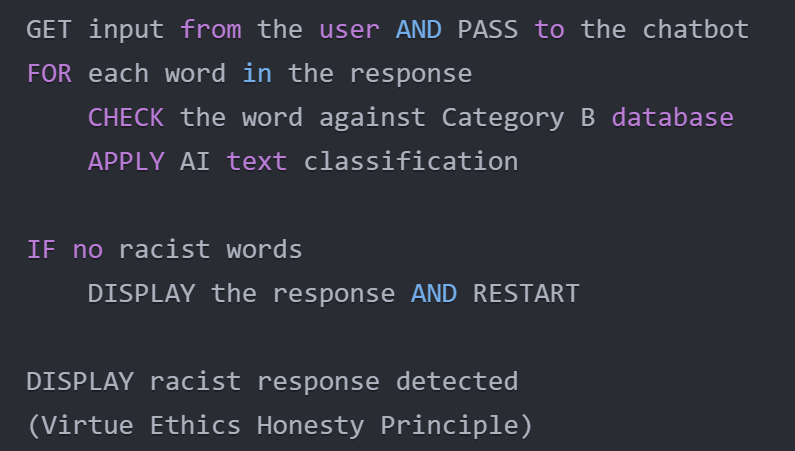 GET input from the user AND PASS to the chatbot
FOR each word in the response
CHECK the word against Category B database
APPLY AI text classification
IF no racist words
DISPLAY the response AND RESTART
DISPLAY racist response detected
(Virtue Ethics Honesty Principle)